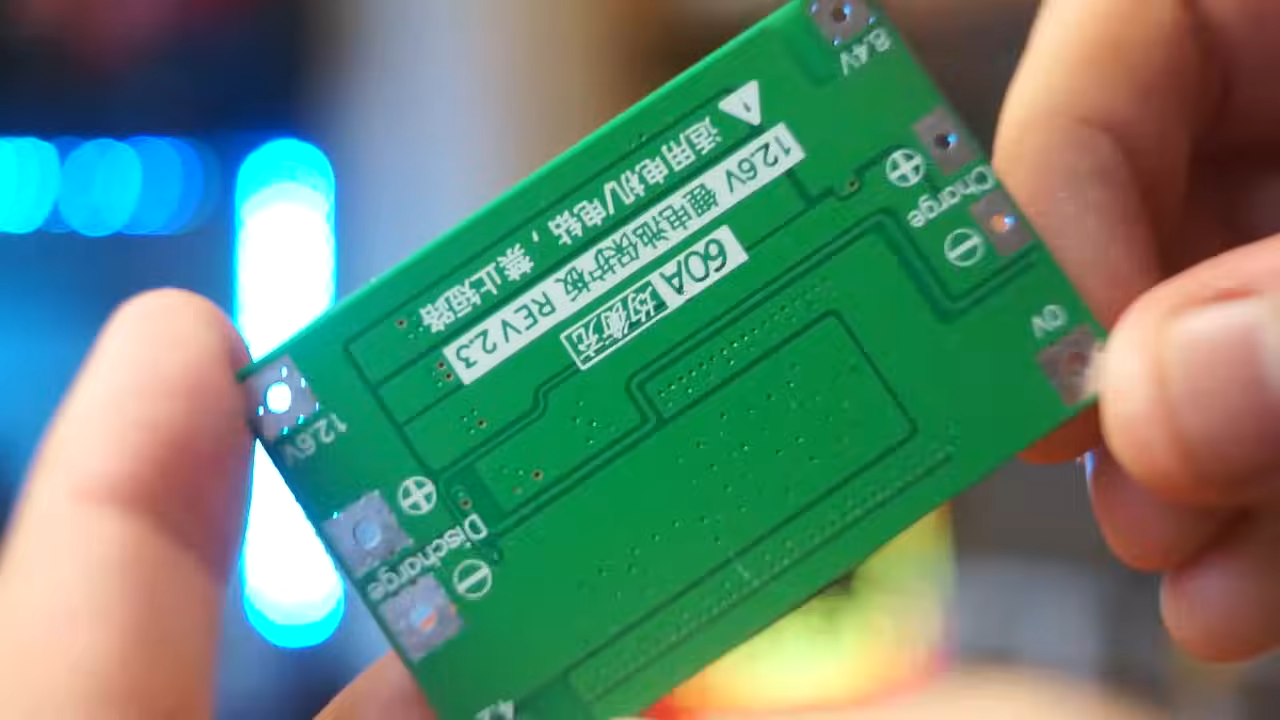 0V
Charge
Discharge
60A 均衡充
12.6V 锂电池保护板 REV 2.3
适用电机/电钻，禁止短路
8.4V
12.6V